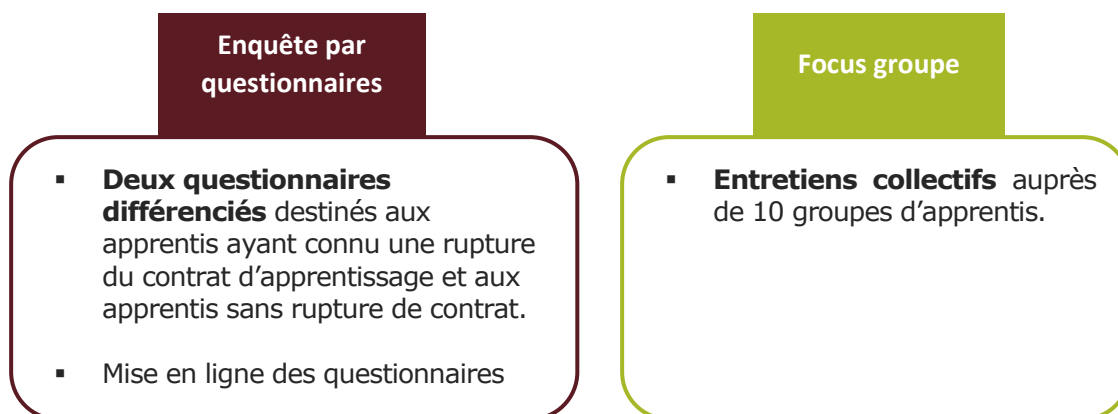 Enquête par
questionnaires
▪ Deux questionnaires
différenciés destinés aux
apprentis ayant connu une rupture
du contrat d’apprentissage et aux
apprentis sans rupture de contrat.
▪ Mise en ligne des questionnaires
Focus groupe
▪ Entretiens collectifs auprès
de 10 groupes d’apprentis.